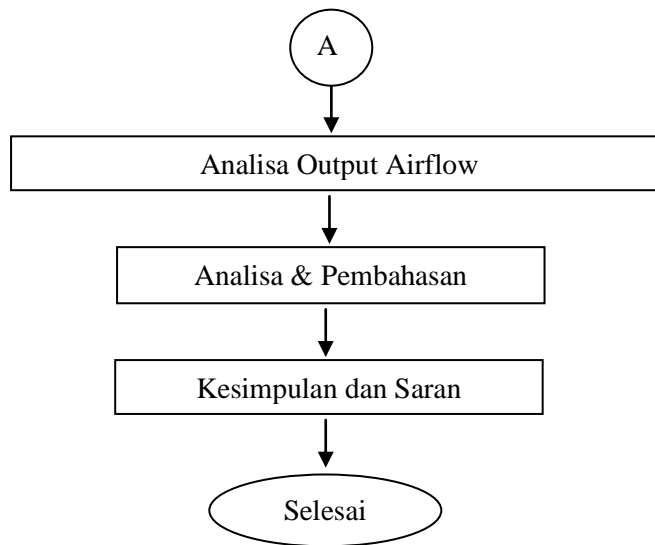 A
Analisa Output Airflow
Analisa & Pembahasan
Kesimpulan dan Saran
Selesai